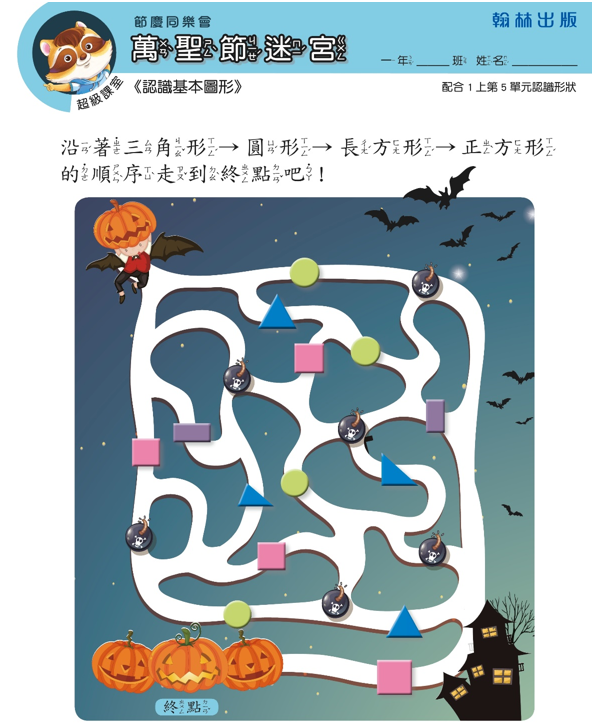 節慶同樂會
萬聖節迷宮
超級課室
《認識基本圖形》
翰林出版
一年______班 姓名:____________
配合1上第5單元認識形狀
沿著三角形→圓形→長方形→正方形
的順序走到終點吧！
終點